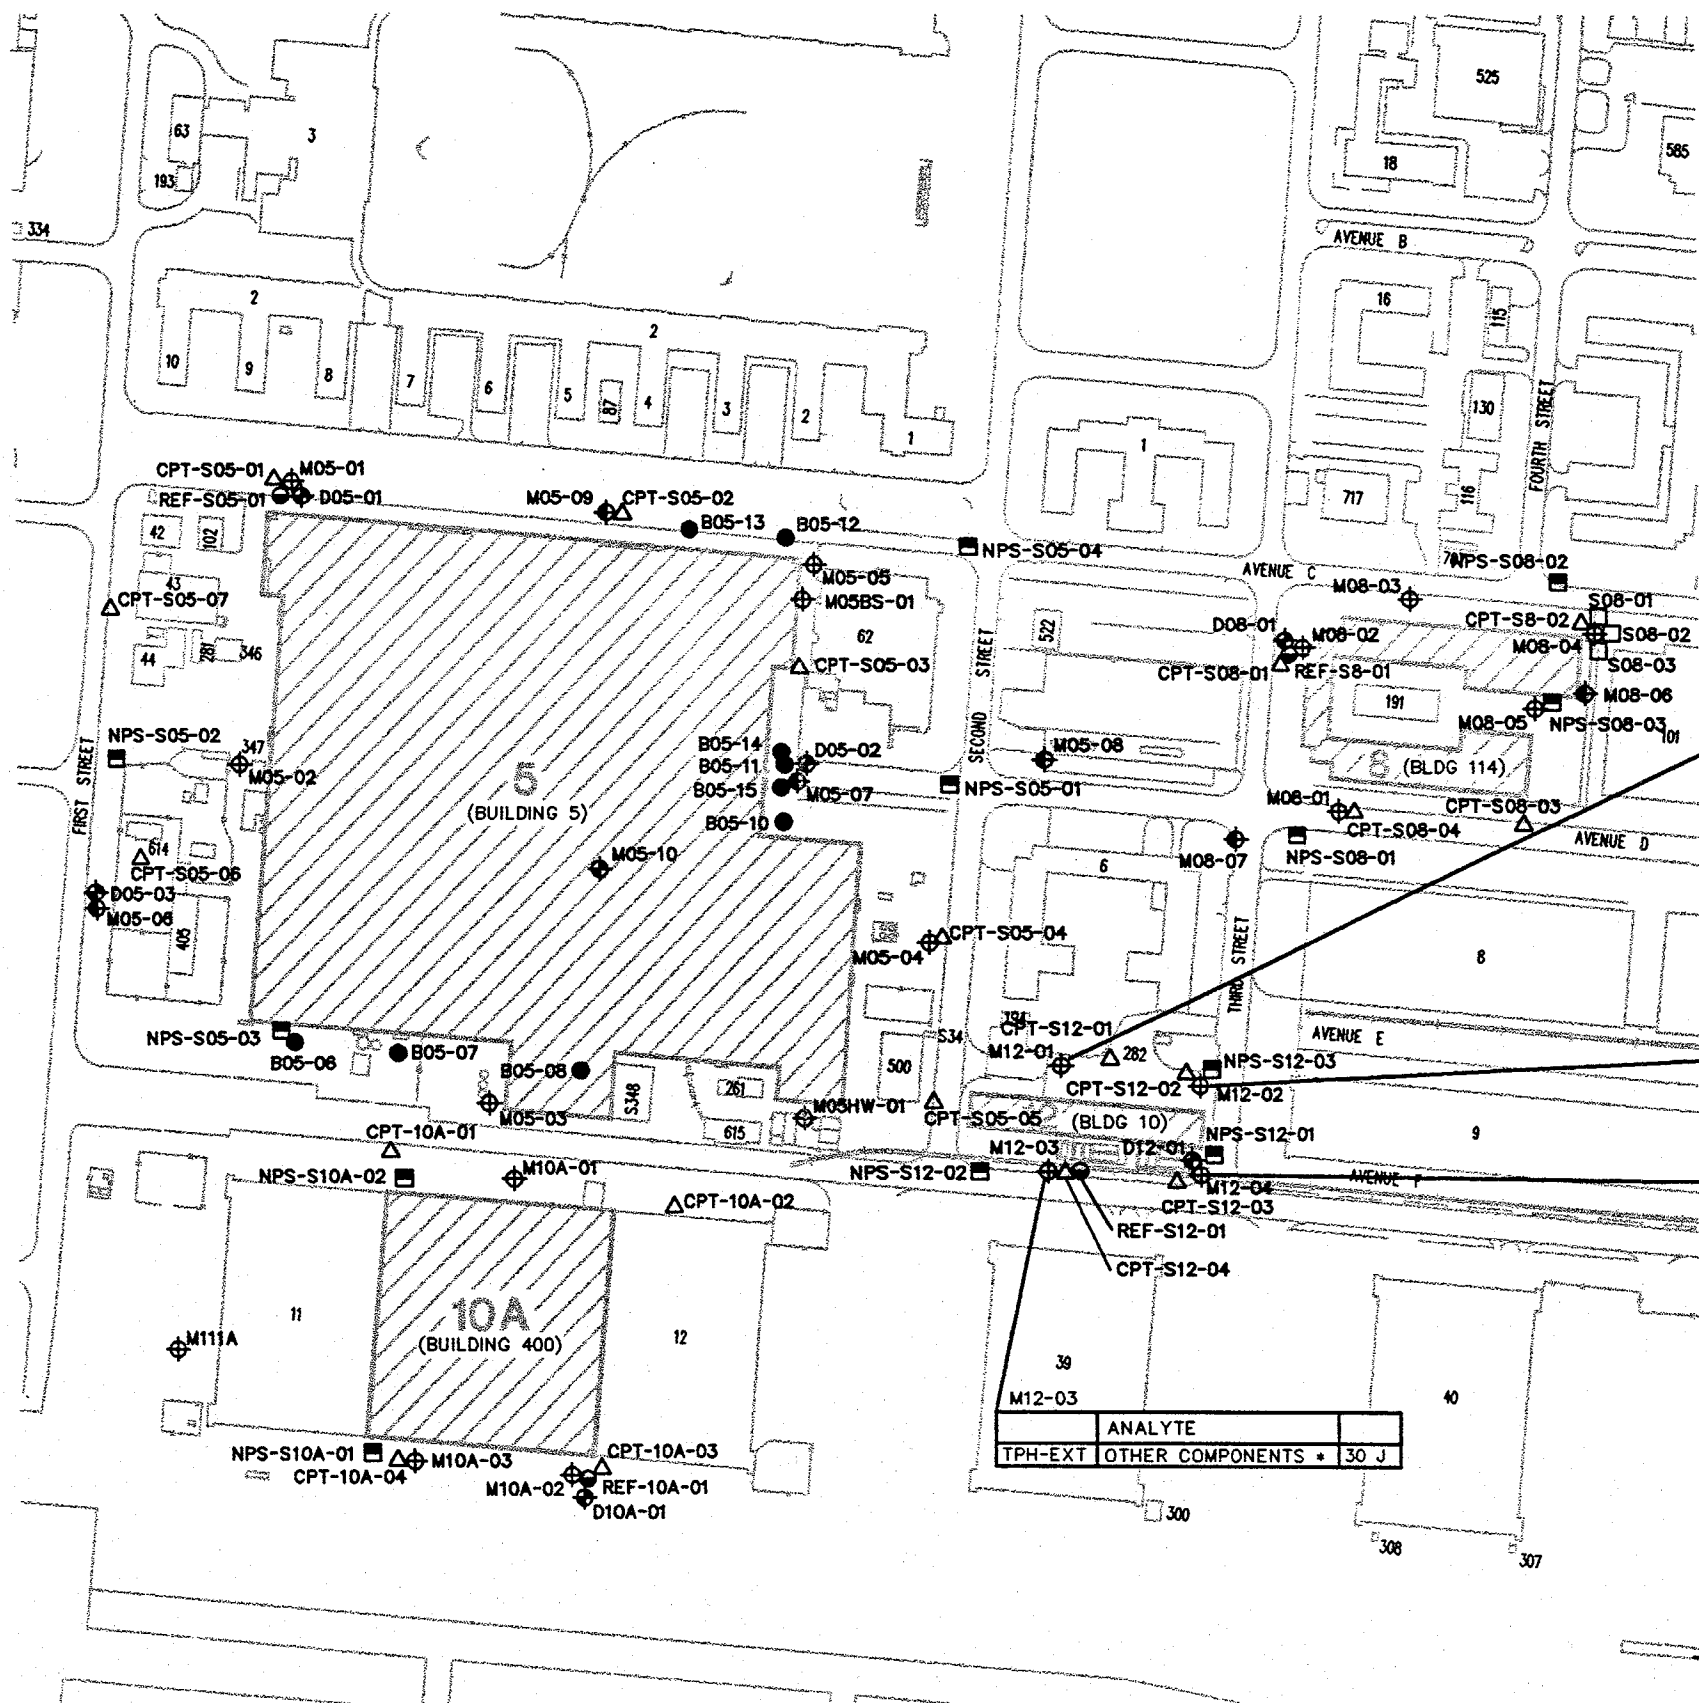 525
63
3
18
585
193
334
AVENUE B
2
16
115
2
10
9
8
7
6
5
87
4
3
2
1
1
130
FOURTH STREET
116
717
CPT-S05-01
M05-01
REF-S05-01
D05-01
M05-09
CPT-S05-02
B05-13
B05-12
42
102
NPS-S05-04
M05-05
AVENUE C
NPS-S08-02
43
CPT-S05-07
M05BS-01
M08-03
S08-01
CPT-S8-02
522
D08-01
M08-02
S08-02
62
M08-04
44
281
346
CPT-S05-03
S08-03
CPT-S08-01
REF-S8-01
SECOND STREET
191
M08-06
M08-05
NPS-S08-03
101
NPS-S05-02
347
B05-14
D05-02
M05-08
M05-02
B05-11
5
(BUILDING 5)
8
(BLDG 114)
B05-15
M05-07
NPS-S05-01
FIRST STREET
B05-10
M08-01
CPT-S08-03
CPT-S08-04
AVENUE D
614
M05-10
M08-07
NPS-S08-01
CPT-S05-06
6
D05-03
M05-06
405
CPT-S05-04
M05-04
THIRD STREET
8
194
CPT-S12-01
NPS-S05-03
B05-06
B05-07
S34
AVENUE E
M12-01
282
NPS-S12-03
B05-08
500
CPT-S12-02
M12-02
S348
261
M05-03
M05HW-01
CPT-S05-05
(BLDG 10)
615
NPS-S12-01
9
CPT-10A-01
M12-03
D12-01
NPS-S10A-02
M10A-01
NPS-S12-02
AVENUE F
M12-04
CPT-10A-02
CPT-S12-03
REF-S12-01
CPT-S12-04
11
10A
(BUILDING 400)
12
M111A
39
40
M12-03
ANALYTE
TPH-EXT OTHER COMPONENTS * 30 J
NPS-S10A-01
M10A-03
CPT-10A-03
CPT-10A-04
M10A-02
REF-10A-01
D10A-01
300
308
307